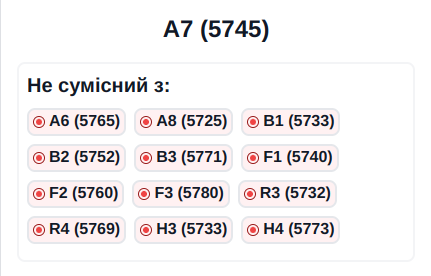 A7 (5745)
Не сумісний з:
A6 (5765) A8 (5725) B1 (5733)
B2 (5752) B3 (5771) F1 (5740)
F2 (5760) F3 (5780) R3 (5732)
R4 (5769) H3 (5733) H4 (5773)